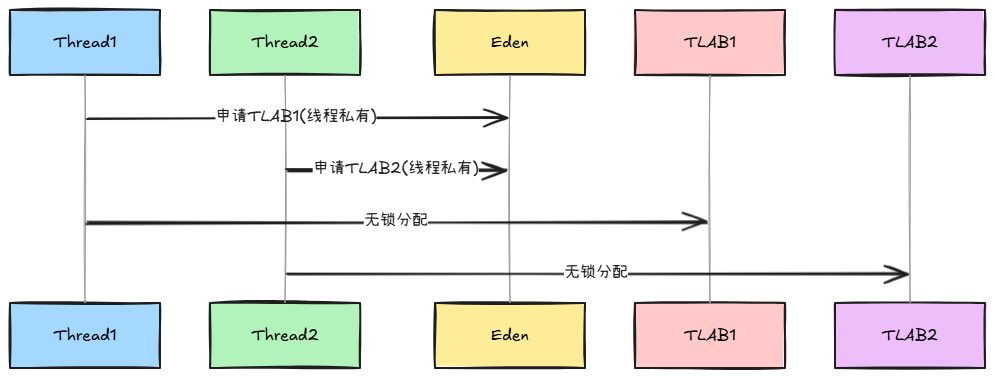 Thread1
Thread2
Eden
TLAB1
TLAB2
申请TLAB1(线程私有)
申请TLAB2(线程私有)
无锁分配
无锁分配
Thread1
Thread2
Eden
TLAB1
TLAB2